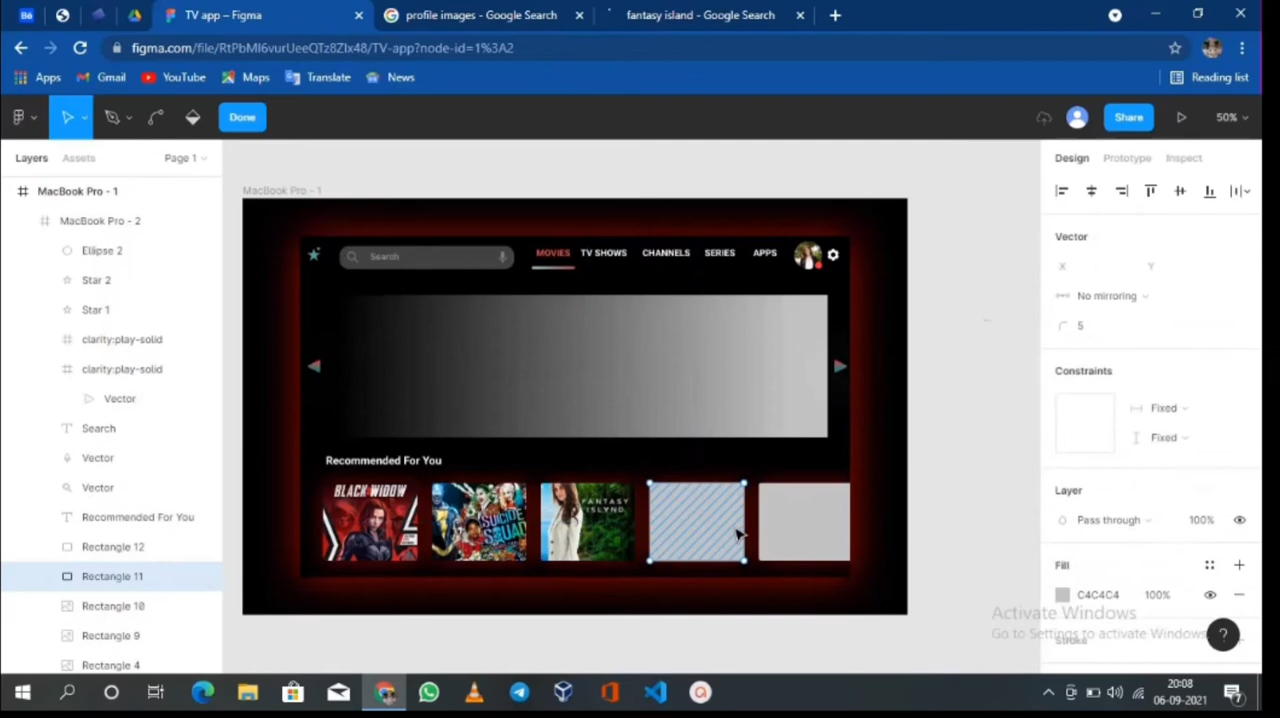 Bē
TV app – Figma
profile images - Google Search
fantasy island - Google Search
figma.com/file/RtPbMl6vurUeeQTz8Zlx48/TV-app?node-id=1%3A2
Apps
Gmail
YouTube
Maps
Translate
News
Reading list
Done
Share
50%
Layers
Assets
Page 1
MacBook Pro - 1
MacBook Pro - 2
Ellipse 2
Star 2
Star 1
clarity:play-solid
clarity:play-solid
Vector
Search
Vector
Vector
Recommended For You
Rectangle 12
Rectangle 11
Rectangle 10
Rectangle 9
Rectangle 4
MacBook Pro - 1
Search
MOVIES
TV SHOWS
CHANNELS
SERIES
APPS
Recommended For You
BLACK WIDOW
SUICIDE
SQUAD
FANTASY
ISLAND
Design
Prototype
Inspect
Vector
X
Y
No mirroring
5
Constraints
Fixed
Fixed
Layer
Pass through
100%
Fill
C4C4C4
100%
Activate Windows
Go to Settings to activate Windows.
Stroke
?
20:08
06-09-2021
7